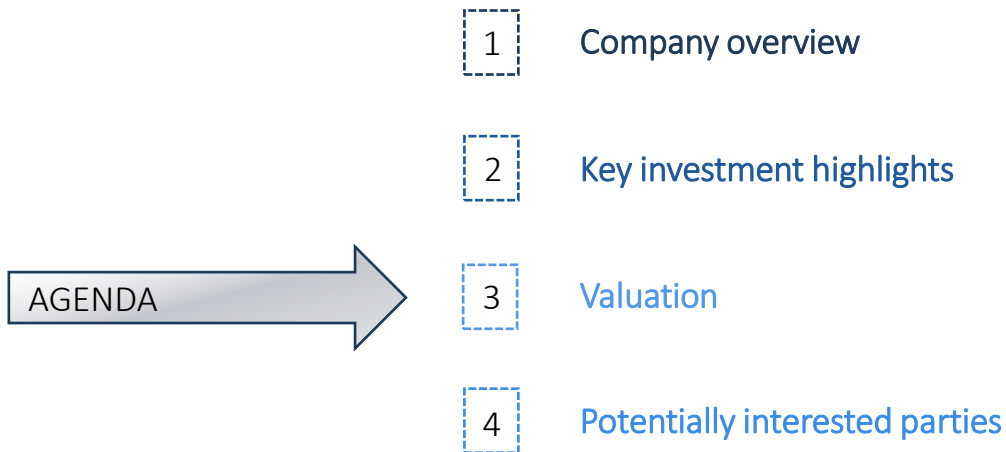 1 Company overview
2 Key investment highlights
AGENDA
3 Valuation
4 Potentially interested parties